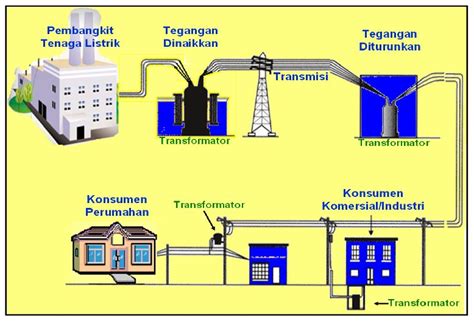 Pembangkit
Tenaga Listrik
Tegangan
Dinaikkan
Tegangan
Diturunkan
Transmisi
Transformator
Transformator
Konsumen
Perumahan
Transformator
Konsumen
Komersial/Industri
Transformator